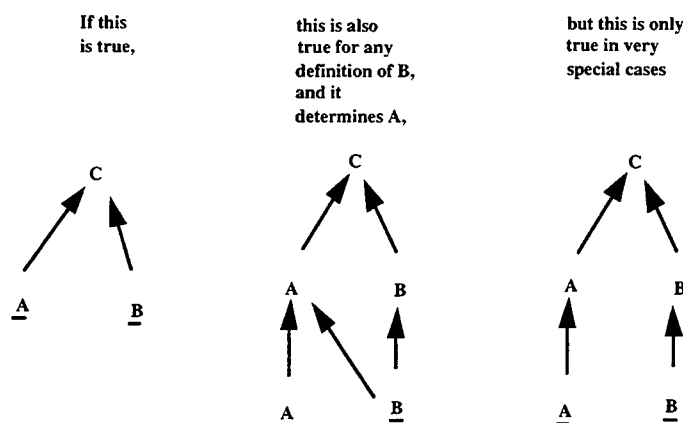 If this
is true,
this is also
true for any
definition of B,
and it
determines A,
but this is only
true in very
special cases
C
A B
C
A B
A B
C
A B
A B